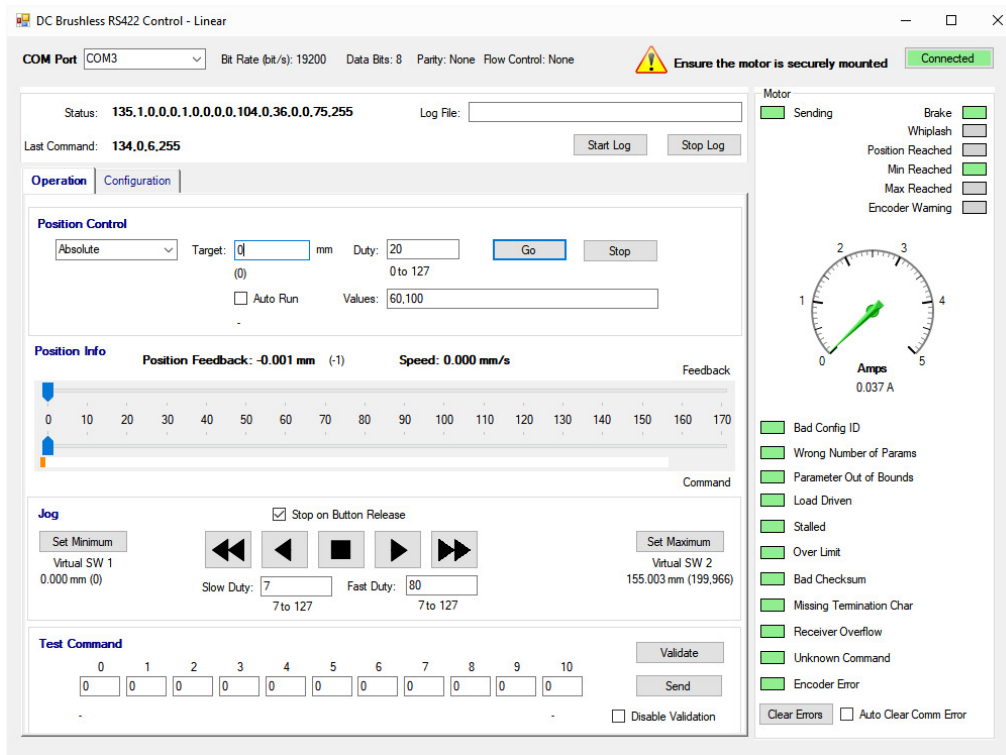 DC Brushless RS422 Control - Linear
COM Port COM3 Bit Rate (bit/s): 19200 Data Bits: 8 Parity: None Flow Control: None Ensure the motor is securely mounted Connected
Status: 135,1,0,0,0,1,0,0,0,0,104,0,36,0,0,75,255 Log File:
Last Command: 134,0,6,255 Start Log Stop Log
Operation Configuration
Position Control
Absolute Target: 0 mm Duty: 20 Go Stop
(0) 0 to 127
Auto Run Values: 60,100
-
Position Info
Position Feedback: -0.001 mm (-1) Speed: 0.000 mm/s
Feedback
0 10 20 30 40 50 60 70 80 90 100 110 120 130 140 150 160 170
Command
Jog
Stop on Button Release
Set Minimum Set Maximum
Virtual SW 1 Virtual SW 2
0.000 mm (0) 155.003 mm (199,966)
Slow Duty: 7 Fast Duty: 80
7 to 127 7 to 127
Test Command
Validate
0 1 2 3 4 5 6 7 8 9 10
0 0 0 0 0 0 0 0 0 0 0 Send
- - Disable Validation
Motor
Sending Brake
Whiplash
Position Reached
Min Reached
Max Reached
Encoder Warning
2 3
1 4
0 5
Amps
0.037 A
Bad Config ID
Wrong Number of Params
Parameter Out of Bounds
Load Driven
Stalled
Over Limit
Bad Checksum
Missing Termination Char
Receiver Overflow
Unknown Command
Encoder Error
Clear Errors Auto Clear Comm Error